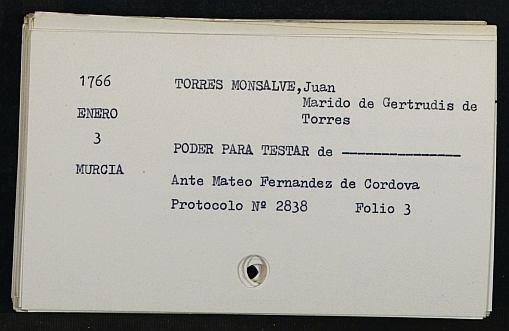 1766
ENERO
3
MURCIA
TORRES MONSALVE,Juan
Marido de Gertrudis de
Torres
PODER PARA TESTAR de ---------------
Ante Mateo Fernandez de Cordova
Protocolo Nº 2838 Folio 3